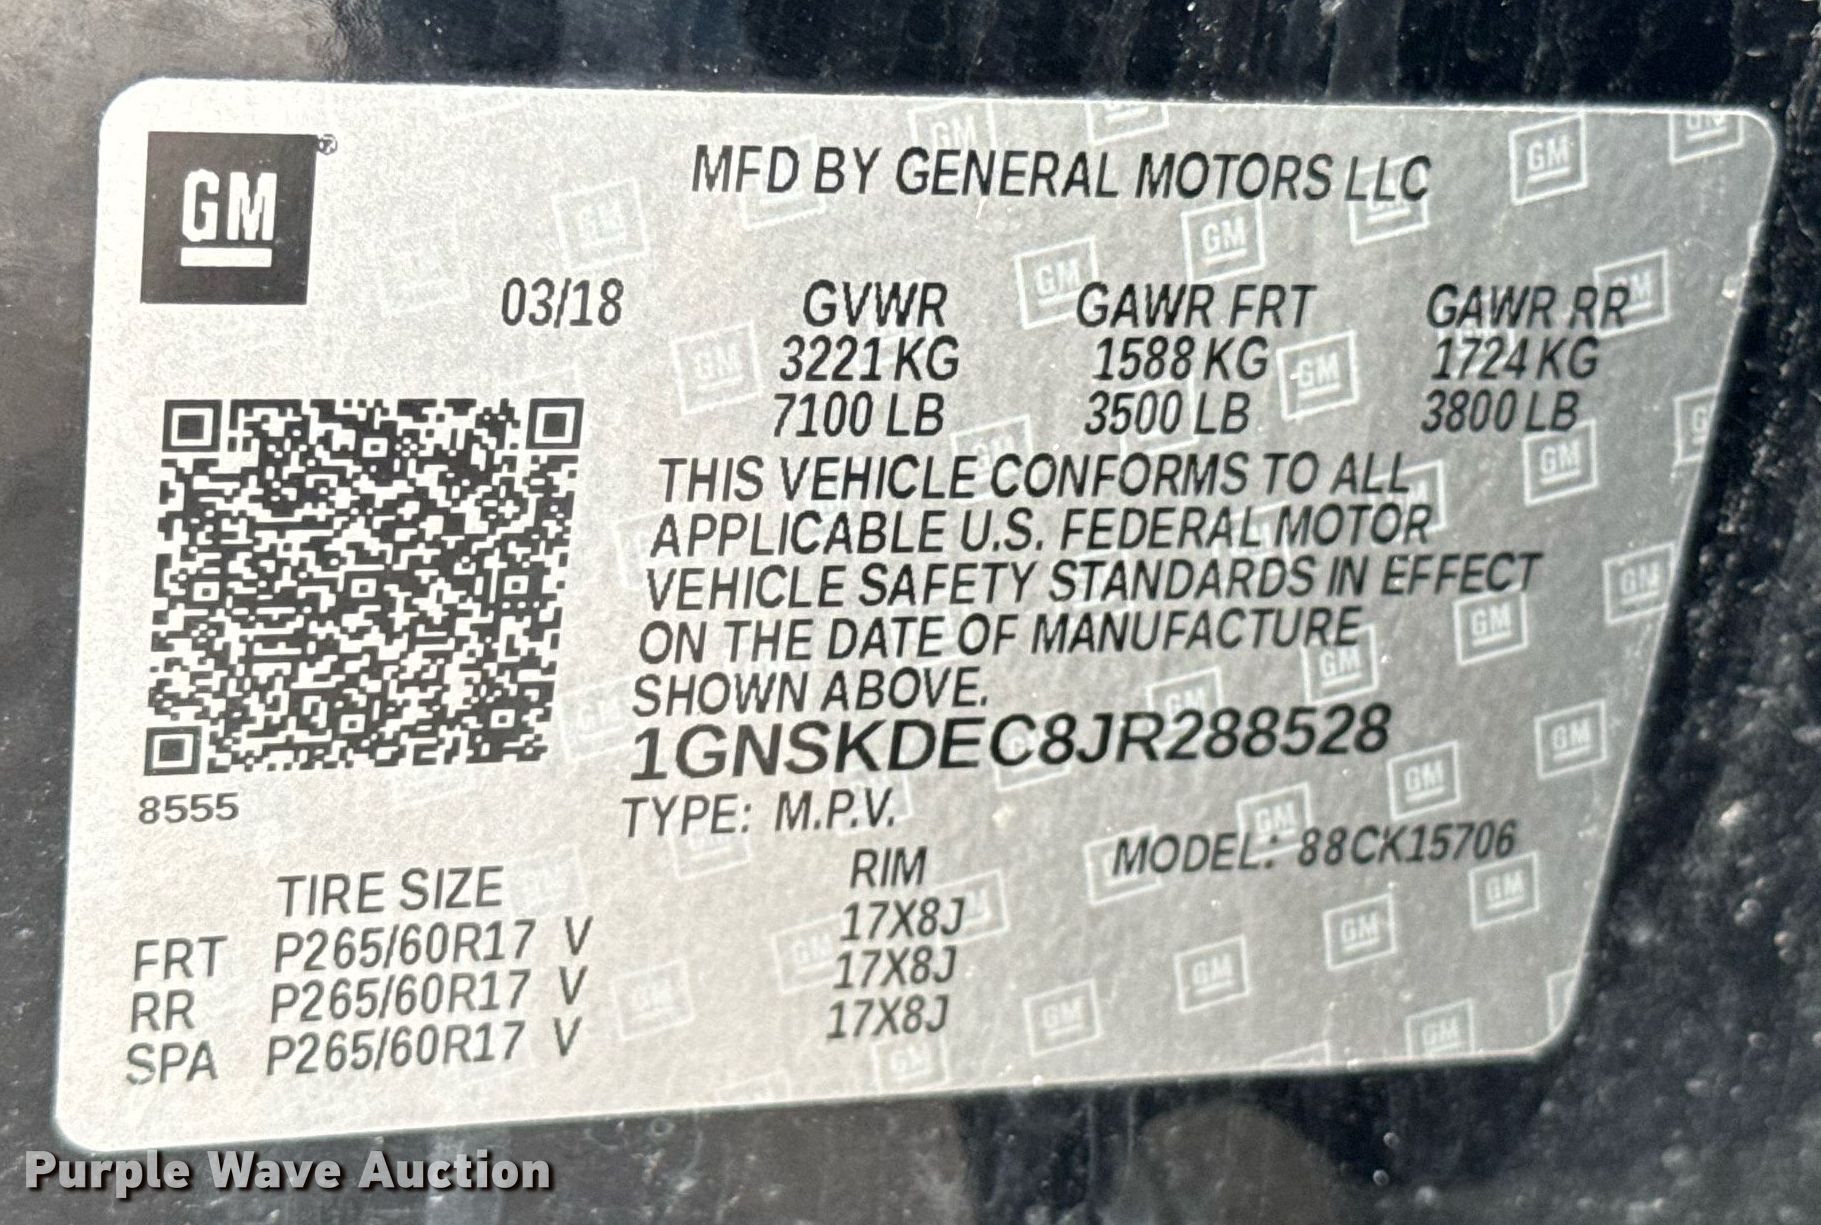 GM
MFD BY GENERAL MOTORS LLC
03/18 GVWR GAWR FRT GAWR RR
3221 KG 1588 KG 1724 KG
7100 LB 3500 LB 3800 LB
THIS VEHICLE CONFORMS TO ALL
APPLICABLE U.S. FEDERAL MOTOR
VEHICLE SAFETY STANDARDS IN EFFECT
ON THE DATE OF MANUFACTURE
SHOWN ABOVE.
1GNSKDEC8JR288528
8555
TYPE: M.P.V.
MODEL: 88CK15706
TIRE SIZE RIM
FRT P265/60R17 V 17X8J
RR P265/60R17 V 17X8J
SPA P265/60R17 V 17X8J
Purple Wave Auction